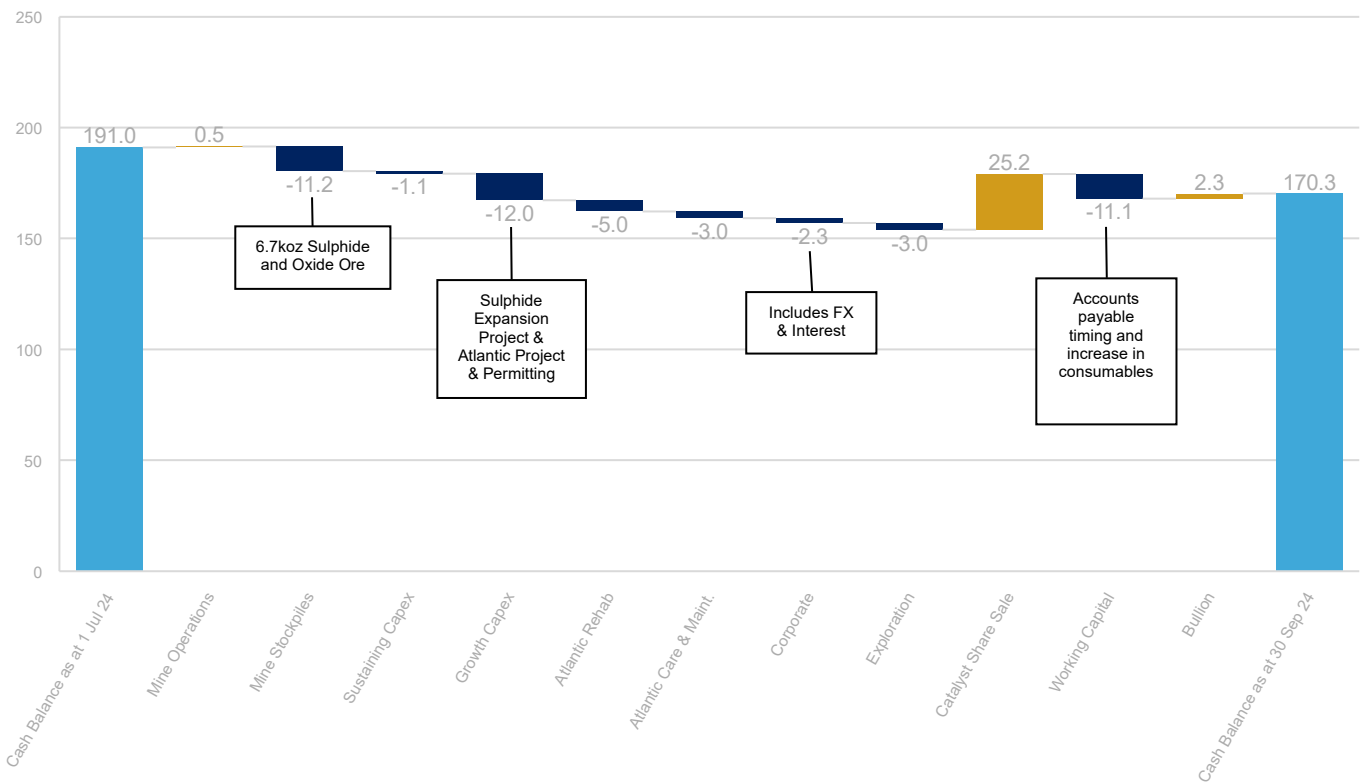 250
200
150
100
50
0
191.0
0.5
-11.2
-1.1
-12.0
-5.0
-3.0
-2.3
-3.0
25.2
-11.1
2.3
170.3
6.7koz Sulphide
and Oxide Ore
Sulphide
Expansion
Project &
Atlantic Project
& Permitting
Includes FX
& Interest
Accounts
payable
timing and
increase in
consumables
Cash Balance as at 1 Jul 24
Mine Operations
Mine Stockpiles
Sustaining Capex
Growth Capex
Atlantic Rehab
Atlantic Care & Maint.
Corporate
Exploration
Catalyst Share Sale
Working Capital
Bullion
Cash Balance as at 30 Sep 24